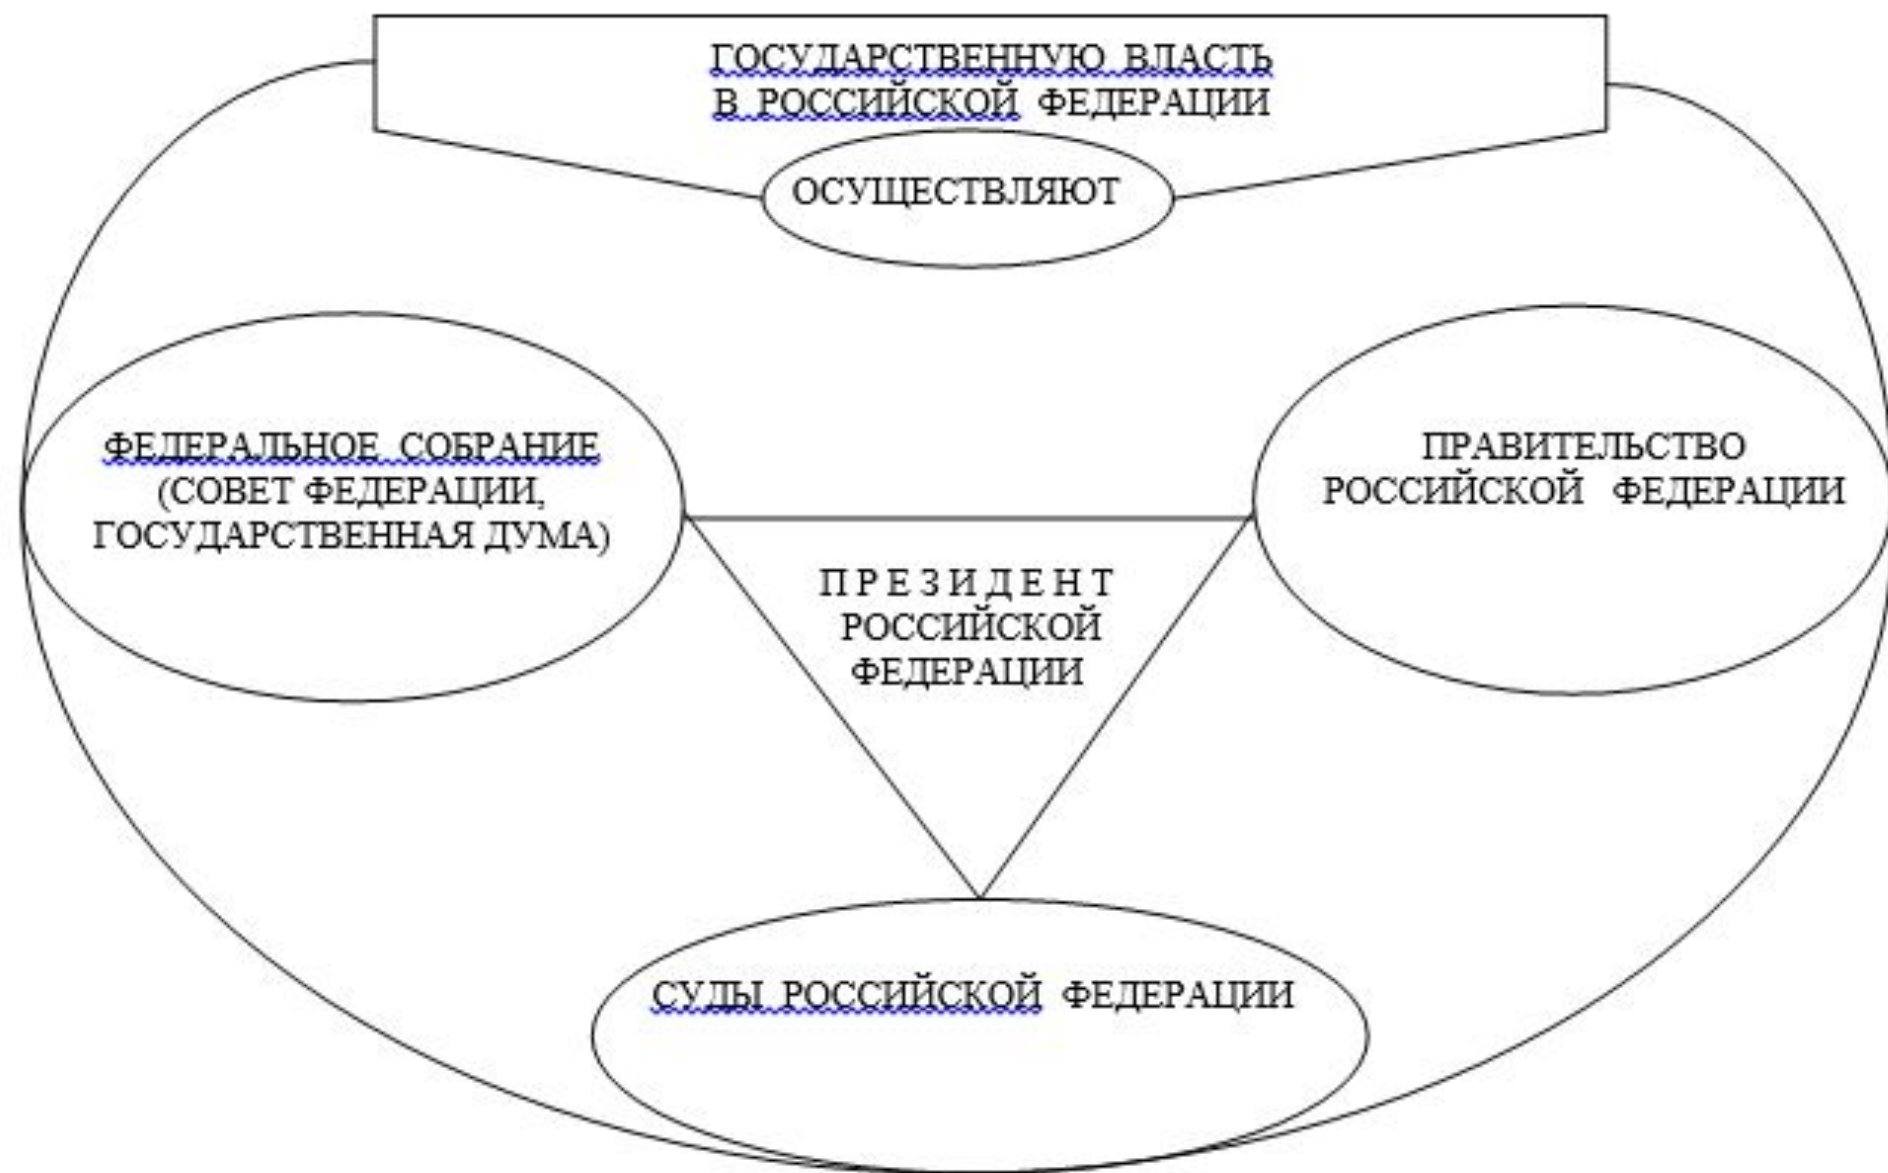 ГОСУДАРСТВЕННУЮ ВЛАСТЬ
В РОССИЙСКОЙ ФЕДЕРАЦИИ
ОСУЩЕСТВЛЯЮТ
ФЕДЕРАЛЬНОЕ СОБРАНИЕ
(СОВЕТ ФЕДЕРАЦИИ,
ГОСУДАРСТВЕННАЯ ДУМА)
ПРАВИТЕЛЬСТВО
РОССИЙСКОЙ ФЕДЕРАЦИИ
П Р Е З И Д Е Н Т
РОССИЙСКОЙ
ФЕДЕРАЦИИ
СУДЫ РОССИЙСКОЙ ФЕДЕРАЦИИ